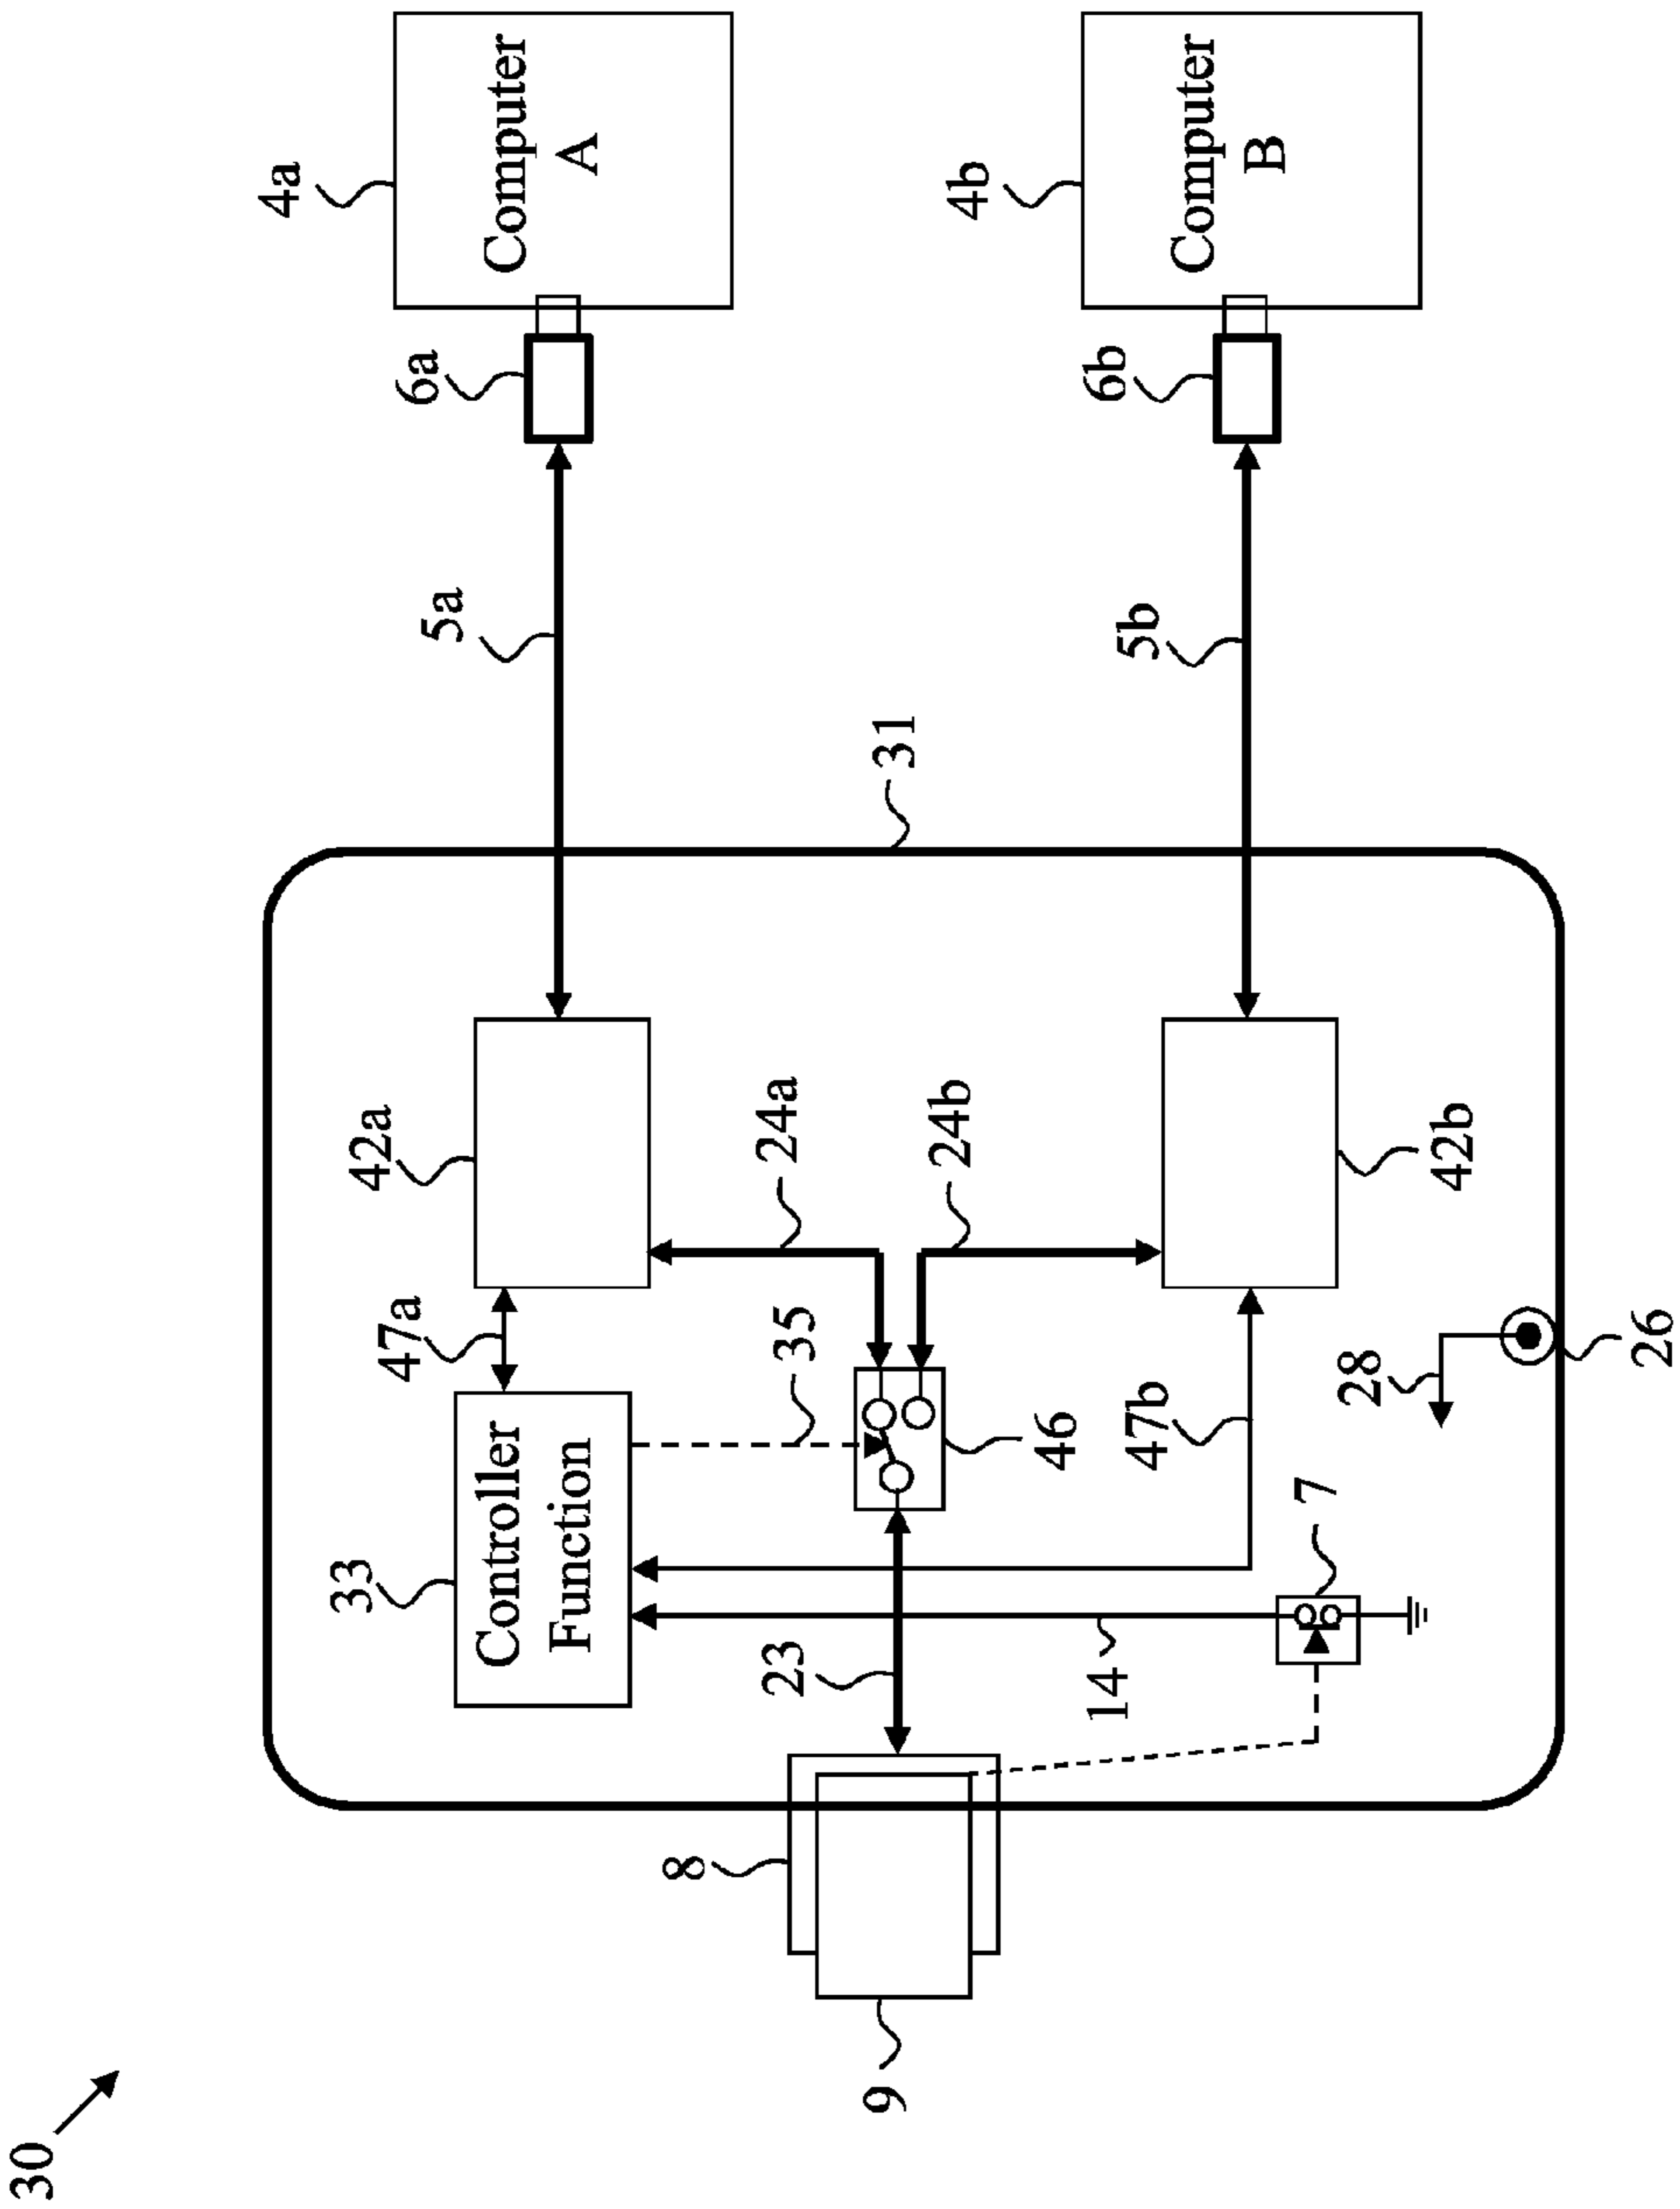 30
9
8
33
Controller
Function
23
14
7
47a
35
46
47b
28
26
42a
24a
24b
42b
31
5a
5b
6a
6b
4a
Computer
A
4b
Computer
B